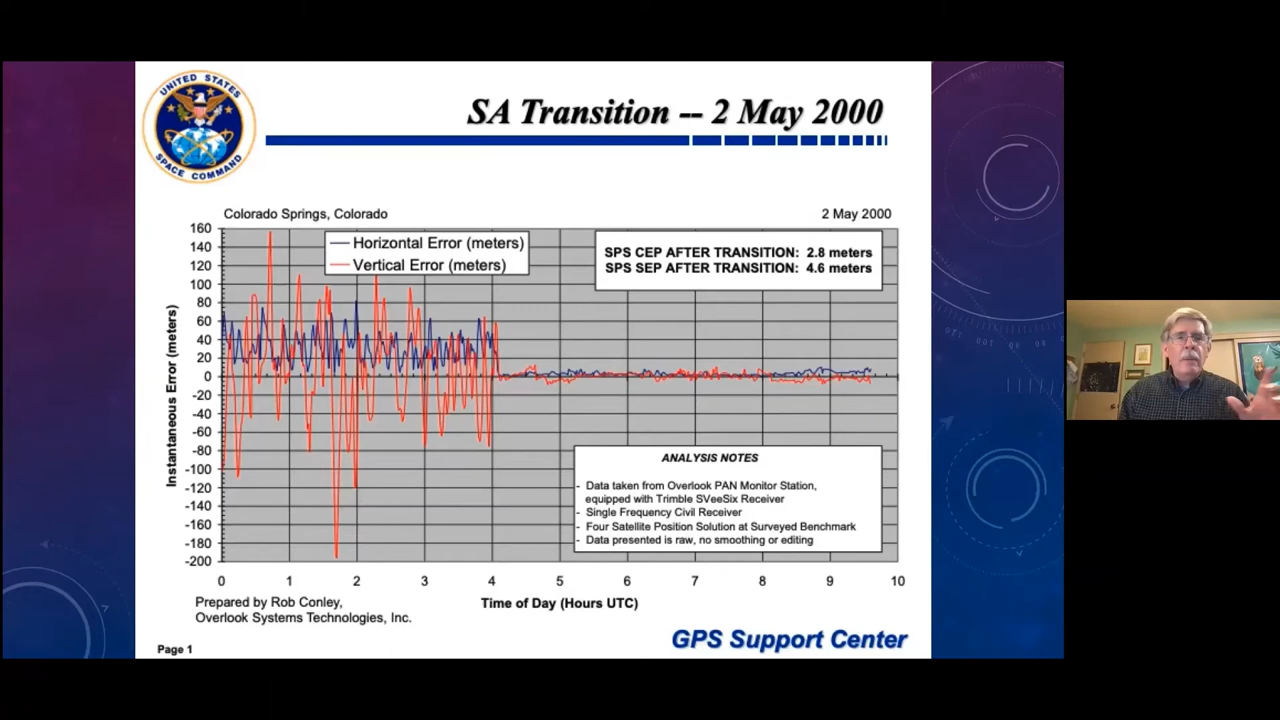 UNITED STATES
SPACE COMMAND
SA Transition -- 2 May 2000
Colorado Springs, Colorado
2 May 2000
Horizontal Error (meters)
Vertical Error (meters)
SPS CEP AFTER TRANSITION: 2.8 meters
SPS SEP AFTER TRANSITION: 4.6 meters
Instantaneous Error (meters)
160
140
120
100
80
60
40
20
0
-20
-40
-60
-80
-100
-120
-140
-160
-180
-200
ANALYSIS NOTES
- Data taken from Overlook PAN Monitor Station,
equipped with Trimble SVeeSix Receiver
- Single Frequency Civil Receiver
- Four Satellite Position Solution at Surveyed Benchmark
- Data presented is raw, no smoothing or editing
0 1 2 3 4 5 6 7 8 9 10
Time of Day (Hours UTC)
Prepared by Rob Conley,
Overlook Systems Technologies, Inc.
GPS Support Center
Page 1